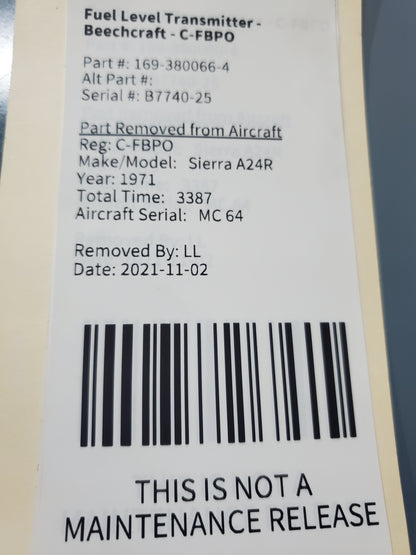 Fuel Level Transmitter -
Beechcraft - C-FBPO
Part #: 169-380066-4
Alt Part #:
Serial #: B7740-25
Part Removed from Aircraft
Reg: C-FBPO
Make/Model: Sierra A24R
Year: 1971
Total Time: 3387
Aircraft Serial: MC 64
Removed By: LL
Date: 2021-11-02
THIS IS NOT A
MAINTENANCE RELEASE